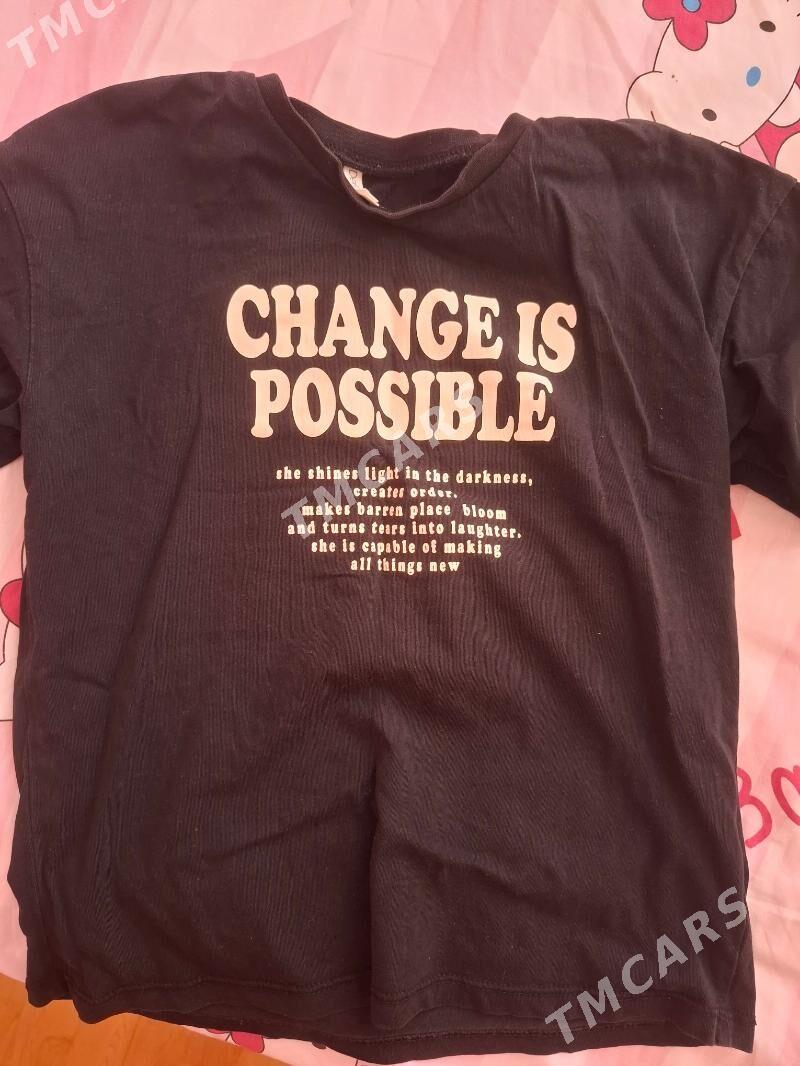 TMCARS
CHANGE IS
POSSIBLE
she shines light in the darkness,
creates order.
makes barren place bloom
and turns tears into laughter.
she is capable of making
all things new
TMCARS
TMCARS